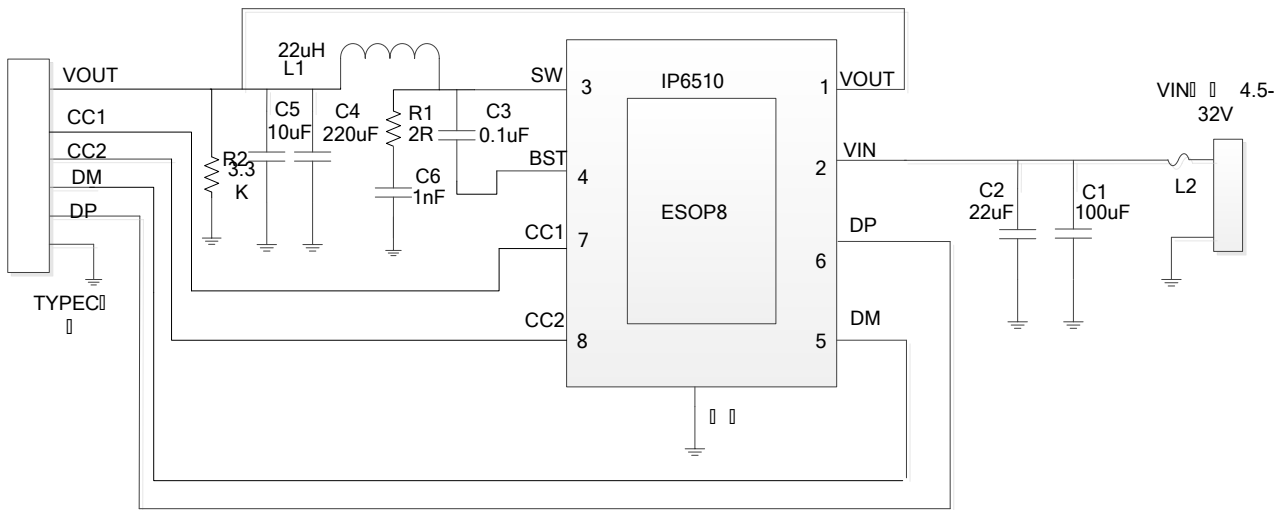 VOUT
CC1
CC2
DM
DP
TYPEC
22uH
L1
C5
10uF
C4
220uF
R1
2R
C3
0.1uF
R2
3.3
K
C6
1nF
SW
BST
CC1
CC2
3
4
7
8
IP6510
ESOP8
1
2
6
5
VOUT
VIN
DP
DM
C2
22uF
C1
100uF
L2
VIN 4.5-
32V